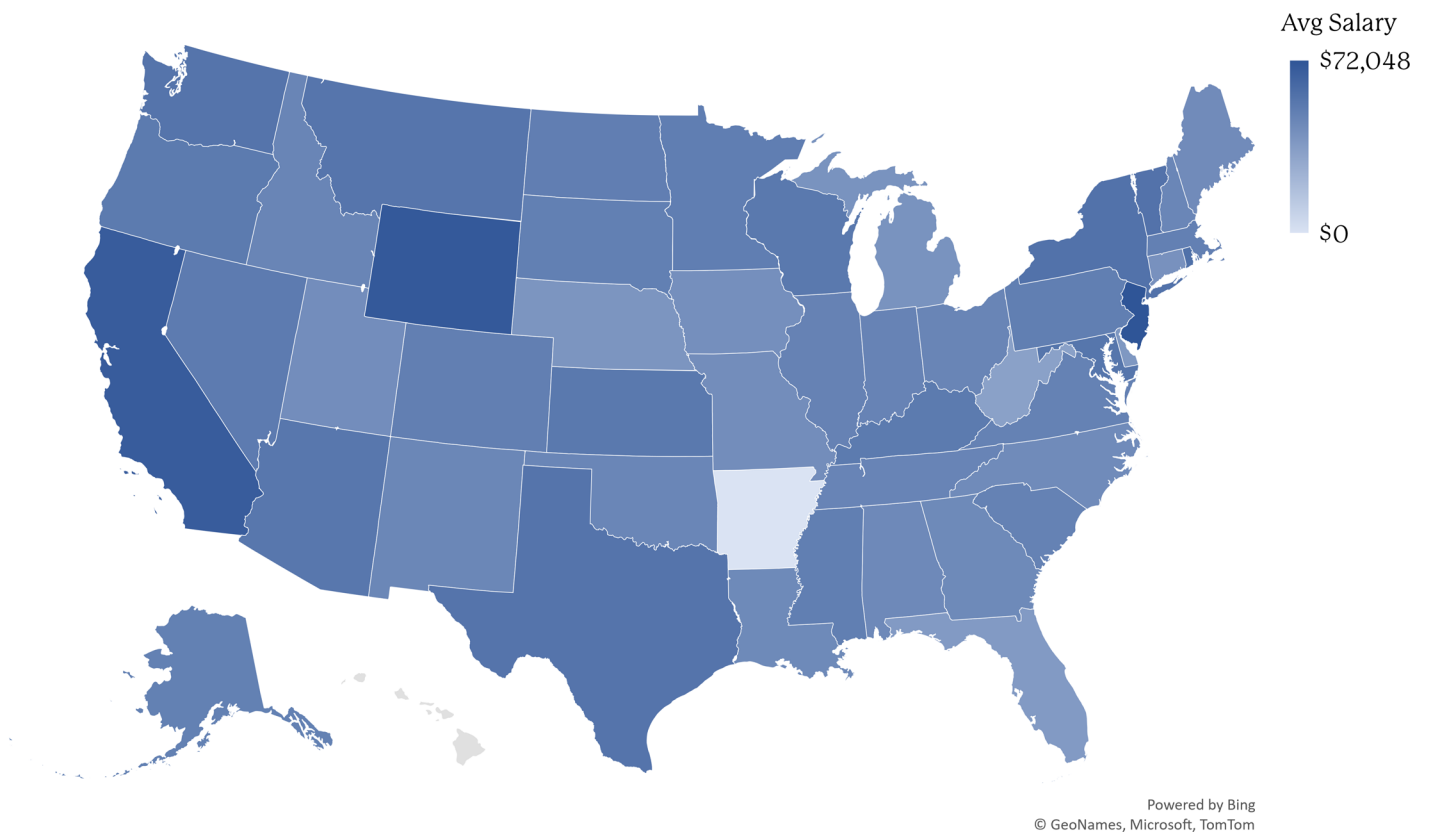 Avg Salary
$72,048
$0
Powered by Bing
© GeoNames, Microsoft, TomTom